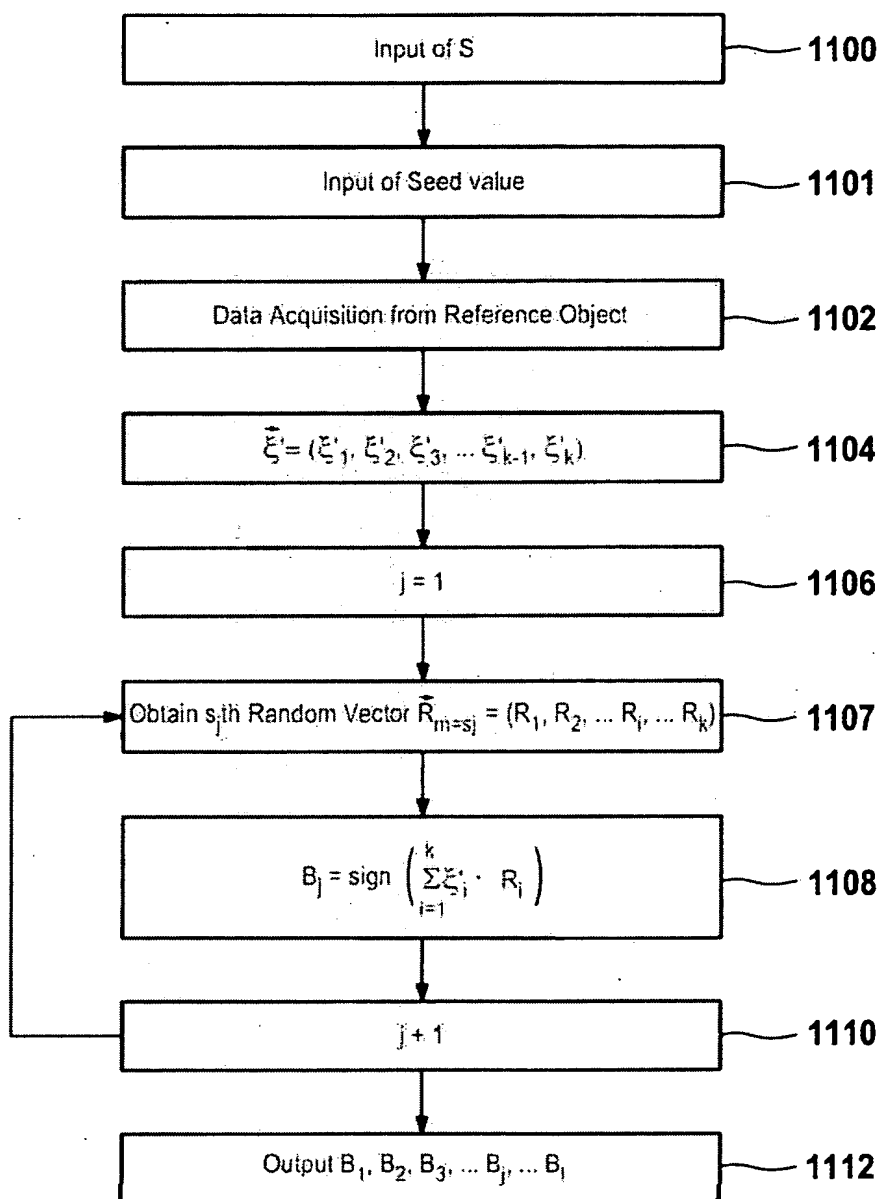 Input of S 1100
Input of Seed value 1101
Data Acquisition from Reference Object 1102
ξ⃗' = (ξ'₁, ξ'₂, ξ'₃, ... ξ'ₖ₋₁, ξ'ₖ) 1104
j = 1 1106
Obtain sⱼth Random Vector R⃗ₘ₌ₛⱼ = (R₁, R₂, ... Rᵢ, ... Rₖ) 1107
k
Bⱼ = sign ( Σ ξ'ᵢ · Rᵢ ) 1108
i=1
j + 1 1110
Output B₁, B₂, B₃, ... Bⱼ, ... Bₗ 1112